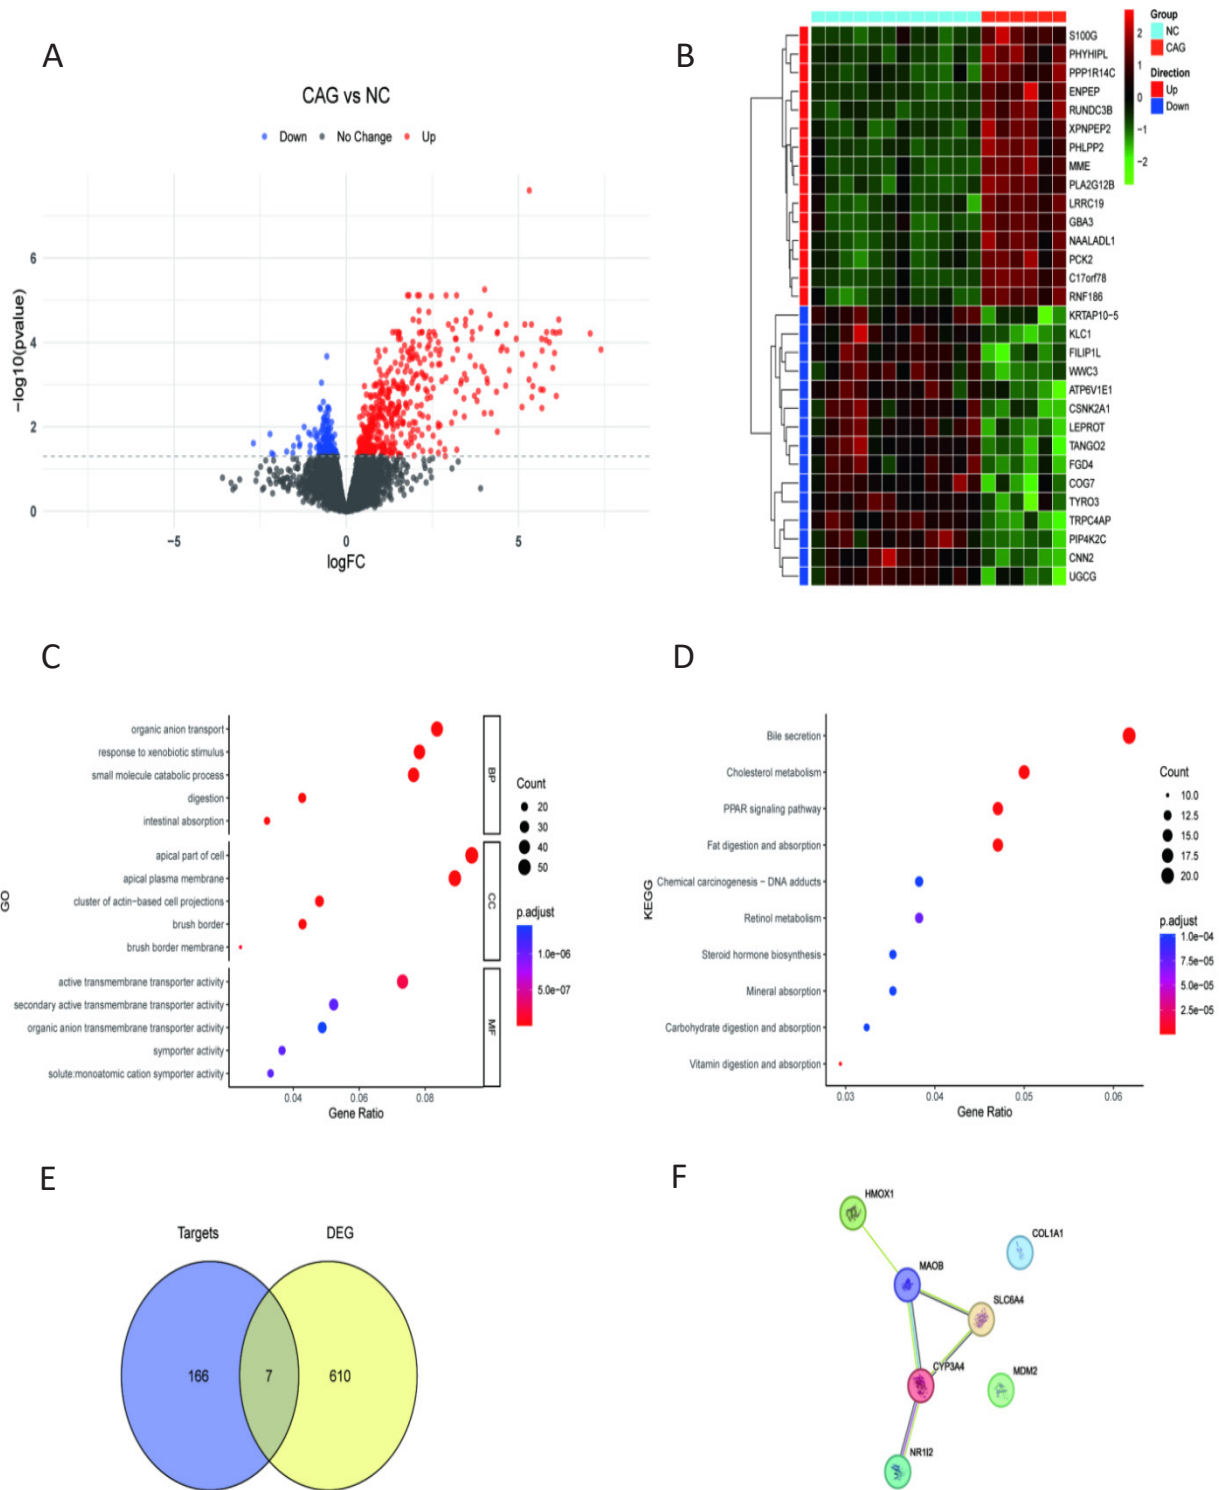 A
CAG vs NC
Down No Change Up
−log10(pvalue)
6
4
2
0
−5 0 5
logFC
B
Group
NC
CAG
Direction
Up
Down
2
1
0
−1
−2
S100G
PHYHIPL
PPP1R14C
ENPEP
RUNDC3B
XPNPEP2
PHLPP2
MME
PLA2G12B
LRRC19
GBA3
NAALADL1
PCK2
C17orf78
RNF186
KRTAP10−5
KLC1
FILIP1L
WWC3
ATP6V1E1
CSNK2A1
LEPROT
TANGO2
FGD4
COG7
TYRO3
TRPC4AP
PIP4K2C
CNN2
UGCG
C
GO
organic anion transport
response to xenobiotic stimulus
small molecule catabolic process
digestion
intestinal absorption
apical part of cell
apical plasma membrane
cluster of actin−based cell projections
brush border
brush border membrane
active transmembrane transporter activity
secondary active transmembrane transporter activity
organic anion transmembrane transporter activity
symporter activity
solute:monoatomic cation symporter activity
BP
CC
MF
0.04 0.06 0.08
Gene Ratio
Count
20
30
40
50
p.adjust
1.0e−06
5.0e−07
D
KEGG
Bile secretion
Cholesterol metabolism
PPAR signaling pathway
Fat digestion and absorption
Chemical carcinogenesis − DNA adducts
Retinol metabolism
Steroid hormone biosynthesis
Mineral absorption
Carbohydrate digestion and absorption
Vitamin digestion and absorption
0.03 0.04 0.05 0.06
Gene Ratio
Count
10.0
12.5
15.0
17.5
20.0
p.adjust
1.0e−04
7.5e−05
5.0e−05
2.5e−05
E
Targets DEG
166 7 610
F
HMOX1
COL1A1
MAOB
SLC6A4
CYP3A4
MDM2
NR1I2